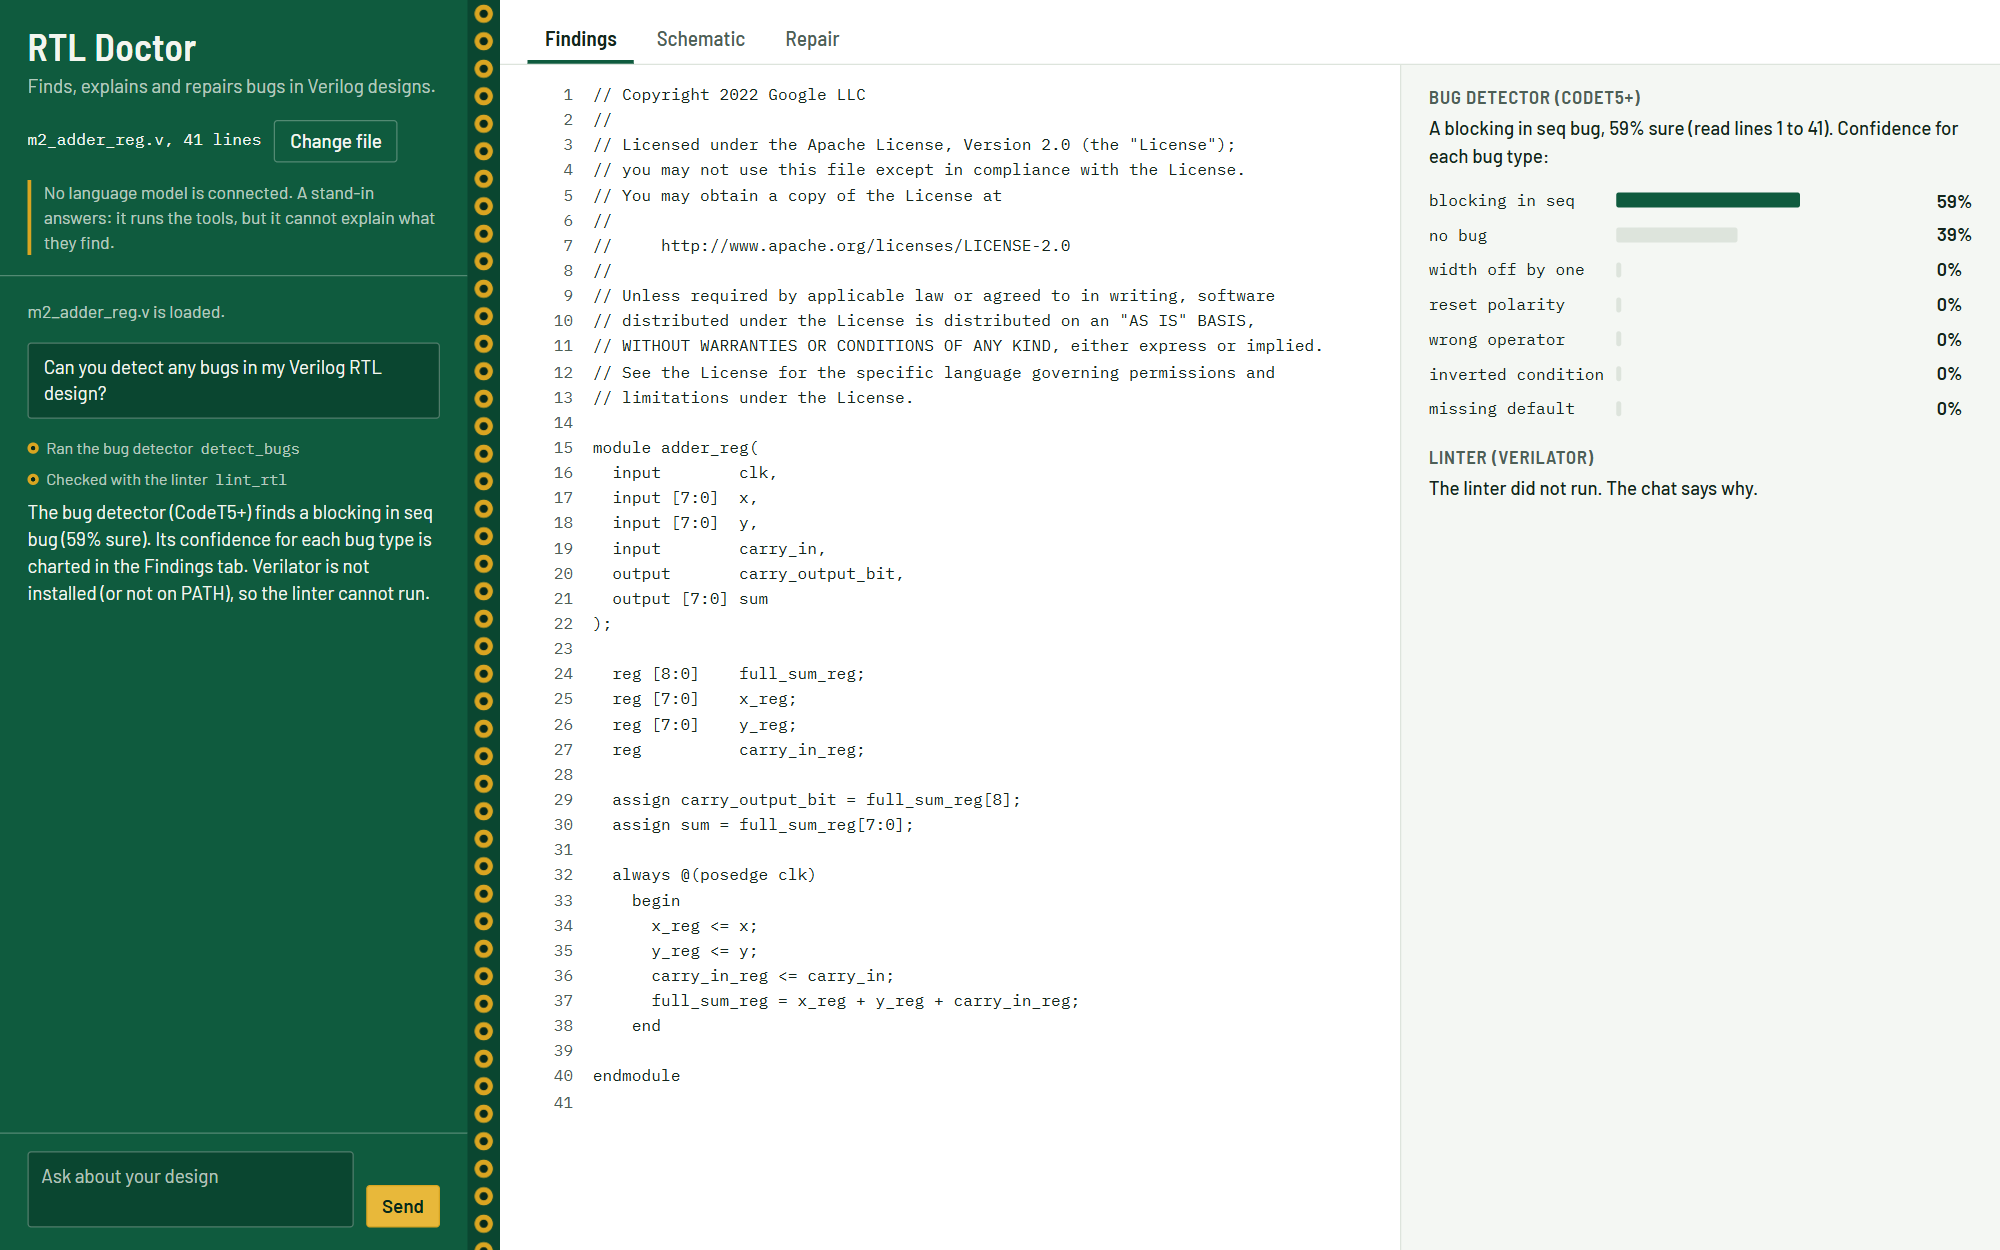 RTL Doctor
Finds, explains and repairs bugs in Verilog designs.
m2_adder_reg.v, 41 lines
Change file
No language model is connected. A stand-in
answers: it runs the tools, but it cannot explain what
they find.
m2_adder_reg.v is loaded.
Can you detect any bugs in my Verilog RTL
design?
Ran the bug detector detect_bugs
Checked with the linter lint_rtl
The bug detector (CodeT5+) finds a blocking in seq
bug (59% sure). Its confidence for each bug type is
charted in the Findings tab. Verilator is not
installed (or not on PATH), so the linter cannot run.
Ask about your design
Send
Findings Schematic Repair
1 // Copyright 2022 Google LLC
2 //
3 // Licensed under the Apache License, Version 2.0 (the "License");
4 // you may not use this file except in compliance with the License.
5 // You may obtain a copy of the License at
6 //
7 //     http://www.apache.org/licenses/LICENSE-2.0
8 //
9 // Unless required by applicable law or agreed to in writing, software
10 // distributed under the License is distributed on an "AS IS" BASIS,
11 // WITHOUT WARRANTIES OR CONDITIONS OF ANY KIND, either express or implied.
12 // See the License for the specific language governing permissions and
13 // limitations under the License.
14
15 module adder_reg(
16   input        clk,
17   input [7:0]  x,
18   input [7:0]  y,
19   input        carry_in,
20   output       carry_output_bit,
21   output [7:0] sum
22 );
23
24   reg [8:0]    full_sum_reg;
25   reg [7:0]    x_reg;
26   reg [7:0]    y_reg;
27   reg          carry_in_reg;
28
29   assign carry_output_bit = full_sum_reg[8];
30   assign sum = full_sum_reg[7:0];
31
32   always @(posedge clk)
33     begin
34       x_reg <= x;
35       y_reg <= y;
36       carry_in_reg <= carry_in;
37       full_sum_reg = x_reg + y_reg + carry_in_reg;
38     end
39
40 endmodule
41
BUG DETECTOR (CODET5+)
A blocking in seq bug, 59% sure (read lines 1 to 41). Confidence for
each bug type:
blocking in seq 59%
no bug 39%
width off by one 0%
reset polarity 0%
wrong operator 0%
inverted condition 0%
missing default 0%
LINTER (VERILATOR)
The linter did not run. The chat says why.